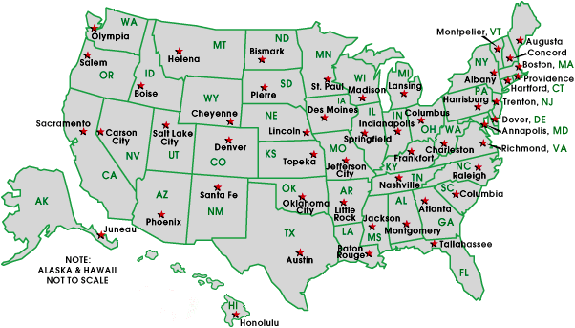 WA
Olympia
Salem
OR
ID
Boise
MT
Helena
ND
Bismark
SD
Pierre
WY
Cheyenne
NE
Lincoln
MN
St. Paul
WI
Madison
MI
Lansing
IA
Des Moines
Montpelier, VT
Augusta
Concord
Boston, MA
Providence
Hartford, CT
NY
Albany
PA
Harrisburg
Trenton, NJ
Dover, DE
Annapolis, MD
Richmond, VA
Sacramento
Carson
City
NV
CA
Salt Lake
City
UT
Denver
CO
KS
Topeka
MO
Jefferson
City
IL
Springfield
IN
Indianapolis
Columbus
OH
WA
Charleston
KY
Frankfort
TN
Nashville
NC
Raleigh
SC
Columbia
AZ
Phoenix
Santa Fe
NM
OK
Oklahoma
City
AR
Little
Rock
TX
Austin
LA
Baton
Rouge
MS
Jackson
AL
Montgomery
Atlanta
GA
Tallahassee
FL
AK
Juneau
NOTE:
ALASKA & HAWAII
NOT TO SCALE
HI
Honolulu